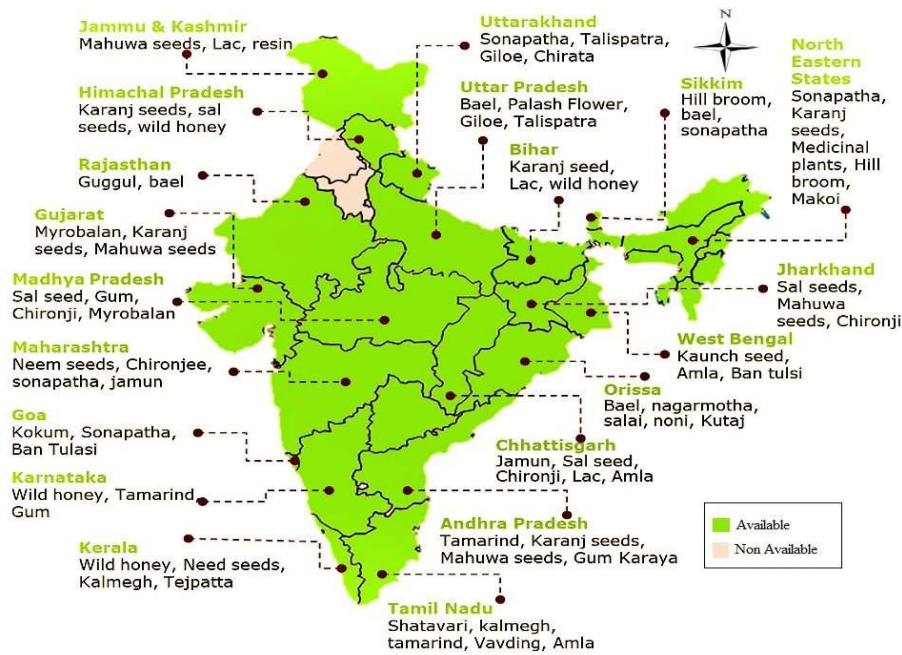 Jammu & Kashmir
Mahuwa seeds, Lac, resin
Himachal Pradesh
Karanj seeds, sal
seeds, wild honey
Rajasthan
Guggul, bael
Gujarat
Myrobalan, Karanj
seeds, Mahuwa seeds
Madhya Pradesh
Sal seed, Gum,
Chironji, Myrobalan
Maharashtra
Neem seeds, Chironjee,
sonapatha, jamun
Goa
Kokum, Sonapatha,
Ban Tulasi
Karnataka
Wild honey, Tamarind,
Gum
Kerala
Wild honey, Need seeds,
Kalmegh, Tejpatta
Uttarakhand
Sonapatha, Talispatra,
Giloe, Chirata
Uttar Pradesh
Bael, Palash Flower,
Giloe, Talispatra
Bihar
Karanj seed,
Lac, wild honey
N
Sikkim
Hill broom,
bael,
sonapatha
North
Eastern
States
Sonapatha,
Karanj
seeds,
Medicinal
plants, Hill
broom,
Makoi
Jharkhand
Sal seeds,
Mahuwa
seeds, Chironji
West Bengal
Kaunch seed,
Amla, Ban tulsi
Orissa
Bael, nagarmotha,
salai, noni, Kutaj
Chhattisgarh
Jamun, Sal seed,
Chironji, Lac, Amla
Andhra Pradesh
Tamarind, Karanj seeds,
Mahuwa seeds, Gum Karaya
Tamil Nadu
Shatavari, kalmegh,
tamarind, Vavding, Amla
Available
Non Available